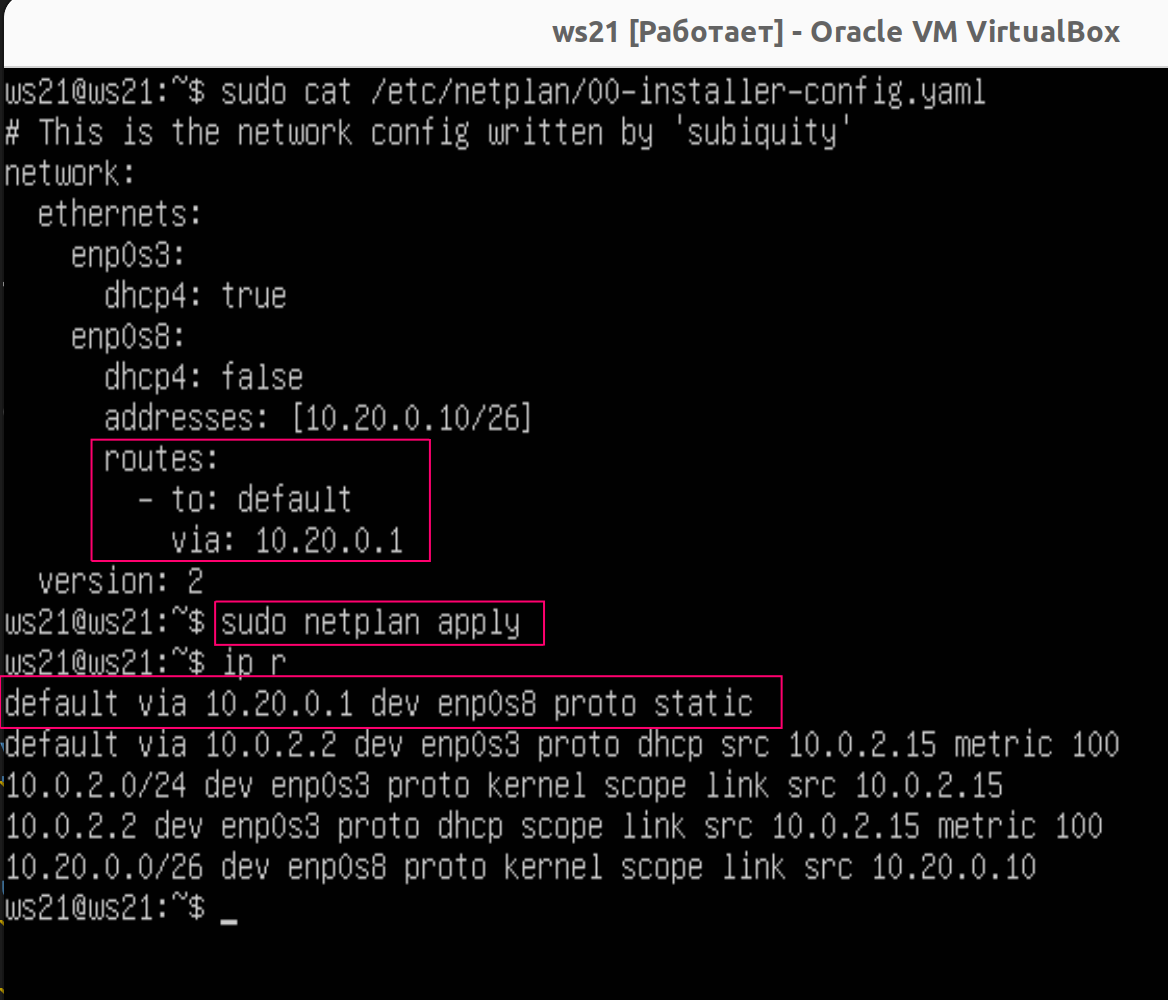 ws21 [Работает] - Oracle VM VirtualBox
ws21@ws21:~$ sudo cat /etc/netplan/00-installer-config.yaml
# This is the network config written by 'subiquity'
network:
  ethernets:
    enp0s3:
      dhcp4: true
    enp0s8:
      dhcp4: false
      addresses: [10.20.0.10/26]
      routes:
        - to: default
          via: 10.20.0.1
  version: 2
ws21@ws21:~$ sudo netplan apply
ws21@ws21:~$ ip r
default via 10.20.0.1 dev enp0s8 proto static
default via 10.0.2.2 dev enp0s3 proto dhcp src 10.0.2.15 metric 100
10.0.2.0/24 dev enp0s3 proto kernel scope link src 10.0.2.15
10.0.2.2 dev enp0s3 proto dhcp scope link src 10.0.2.15 metric 100
10.20.0.0/26 dev enp0s8 proto kernel scope link src 10.20.0.10
ws21@ws21:~$ _